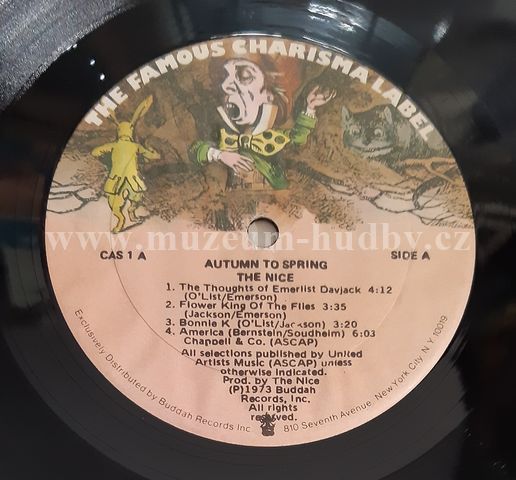 THE FAMOUS CHARISMA LABEL
www.muzeum-hudby.cz
CAS 1 A
SIDE A
AUTUMN TO SPRING
THE NICE
1. The Thoughts of Emerlist Davjack 4:12
(O'List/Emerson)
2. Flower King Of The Flies 3:35
(Jackson/Emerson)
3. Bonnie K (O'List/Jackson) 3:20
4. America (Bernstein/Soudheim) 6:03
Chappell & Co. (ASCAP)
All selections published by United
Artists Music (ASCAP) unless
otherwise indicated.
Prod. by The Nice
(P)1973 Buddah
Records, Inc.
All rights
reserved.
Exclusively Distributed by Buddah Records Inc. 810 Seventh Avenue, New York City, N.Y. 10019